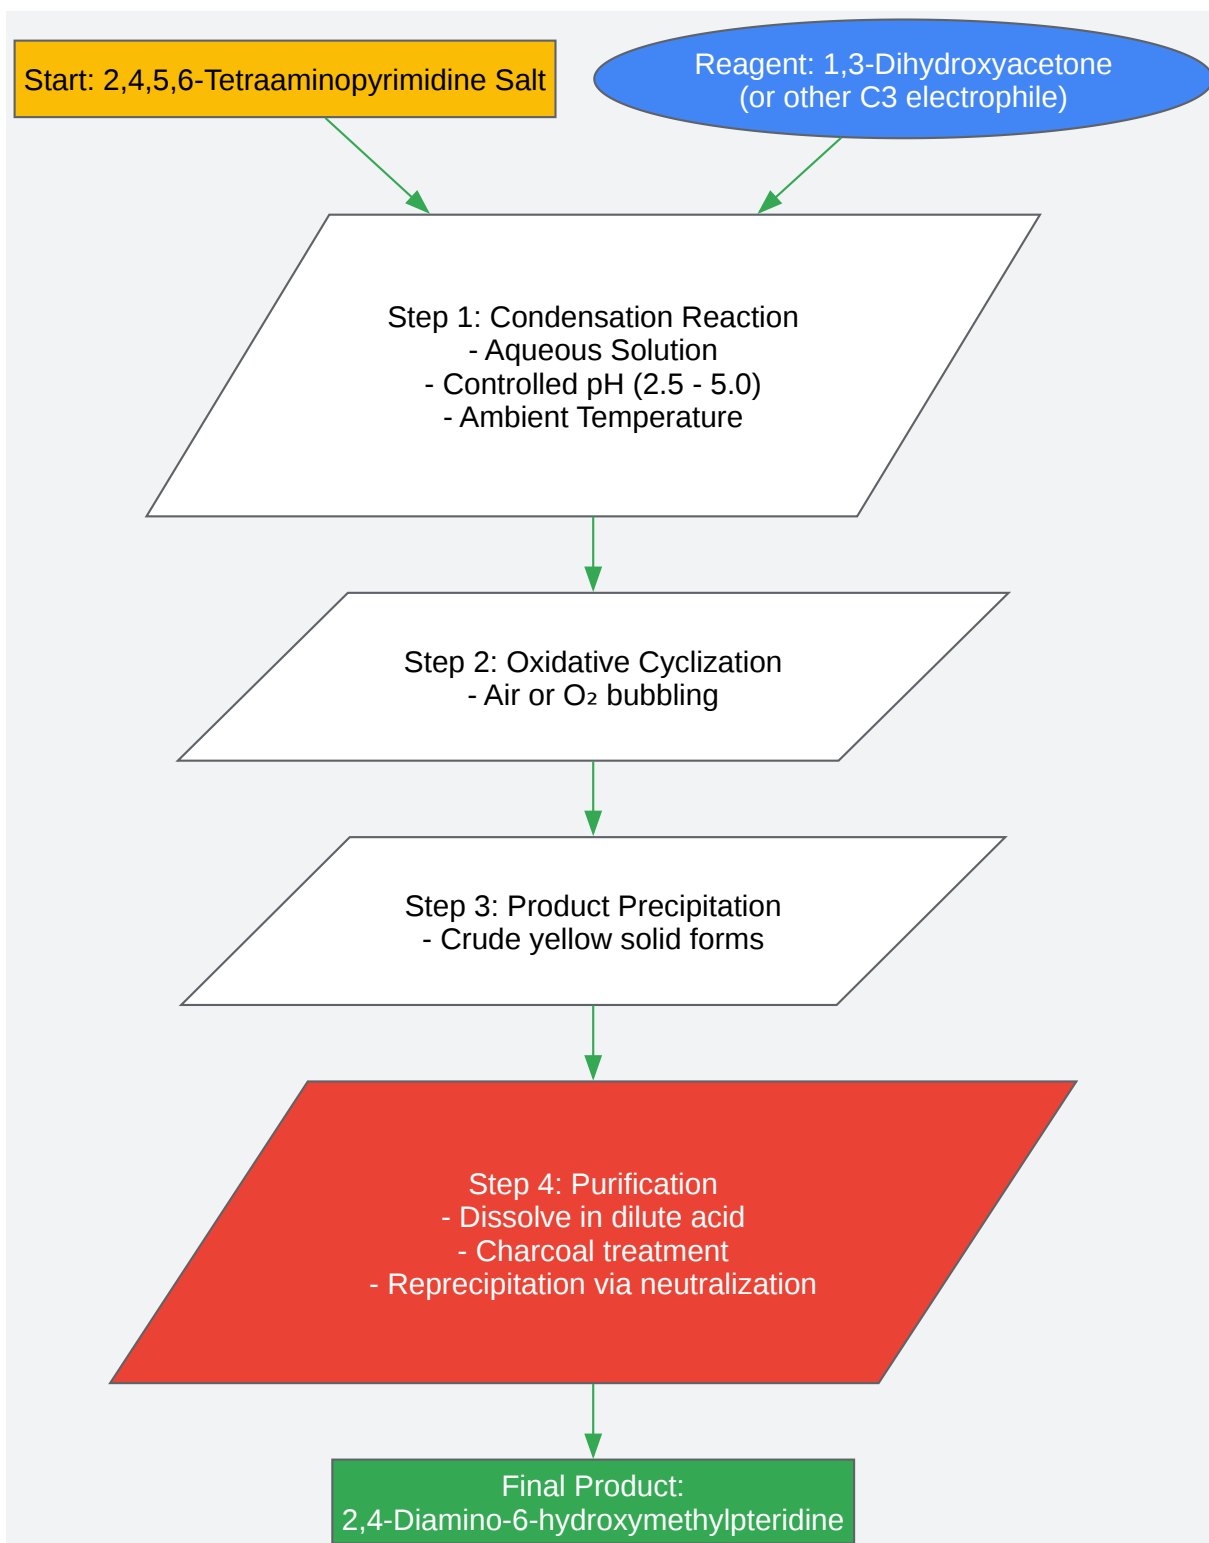 Start: 2,4,5,6-Tetraaminopyrimidine Salt
Reagent: 1,3-Dihydroxyacetone
(or other C3 electrophile)
Step 1: Condensation Reaction
- Aqueous Solution
- Controlled pH (2.5 - 5.0)
- Ambient Temperature
Step 2: Oxidative Cyclization
- Air or O₂ bubbling
Step 3: Product Precipitation
- Crude yellow solid forms
Step 4: Purification
- Dissolve in dilute acid
- Charcoal treatment
- Reprecipitation via neutralization
Final Product:
2,4-Diamino-6-hydroxymethylpteridine